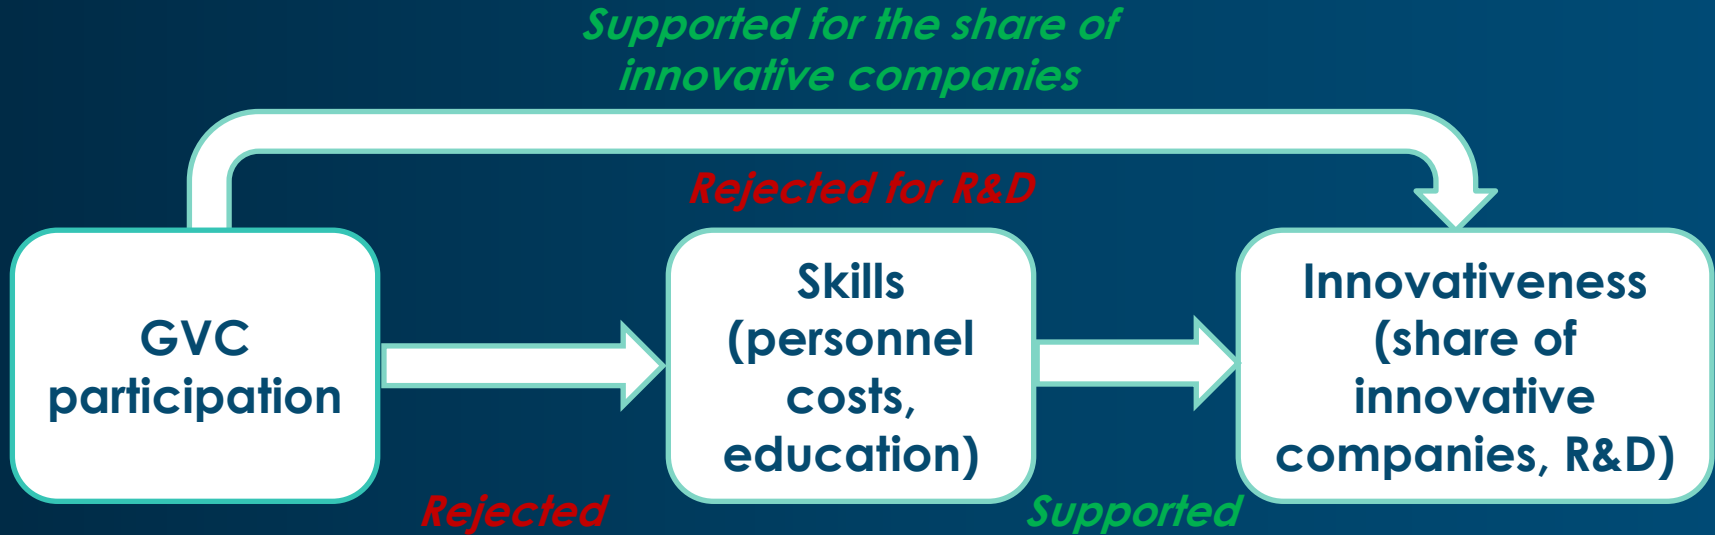 Supported for the share of
innovative companies
Rejected for R&D
GVC
participation
Skills
(personnel
costs,
education)
Innovativeness
(share of
innovative
companies, R&D)
Rejected
Supported